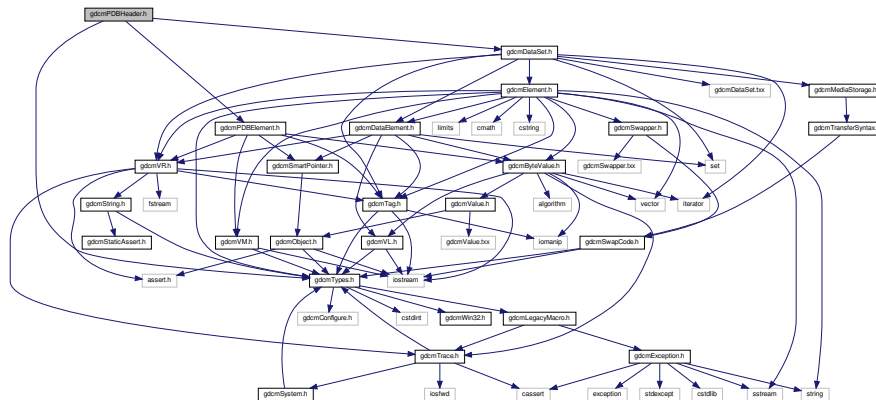 gdcmPDBHeader.h
gdcmDataSet.h
gdcmElement.h
gdcmDataSet.txx
gdcmMediaStorage.h
gdcmPDBElement.h
gdcmDataElement.h
limits
cmath
cstring
gdcmSwapper.h
gdcmTransferSyntax.h
gdcmVR.h
gdcmSmartPointer.h
gdcmByteValue.h
gdcmSwapper.txx
set
gdcmString.h
fstream
gdcmTag.h
gdcmValue.h
algorithm
vector
iterator
gdcmStaticAssert.h
gdcmVM.h
gdcmObject.h
gdcmVL.h
gdcmValue.txx
iomanip
gdcmSwapCode.h
assert.h
gdcmTypes.h
iostream
gdcmConfigure.h
cstdint
gdcmWin32.h
gdcmLegacyMacro.h
gdcmTrace.h
gdcmException.h
gdcmSystem.h
iosfwd
cassert
exception
stdexcept
cstdlib
sstream
string